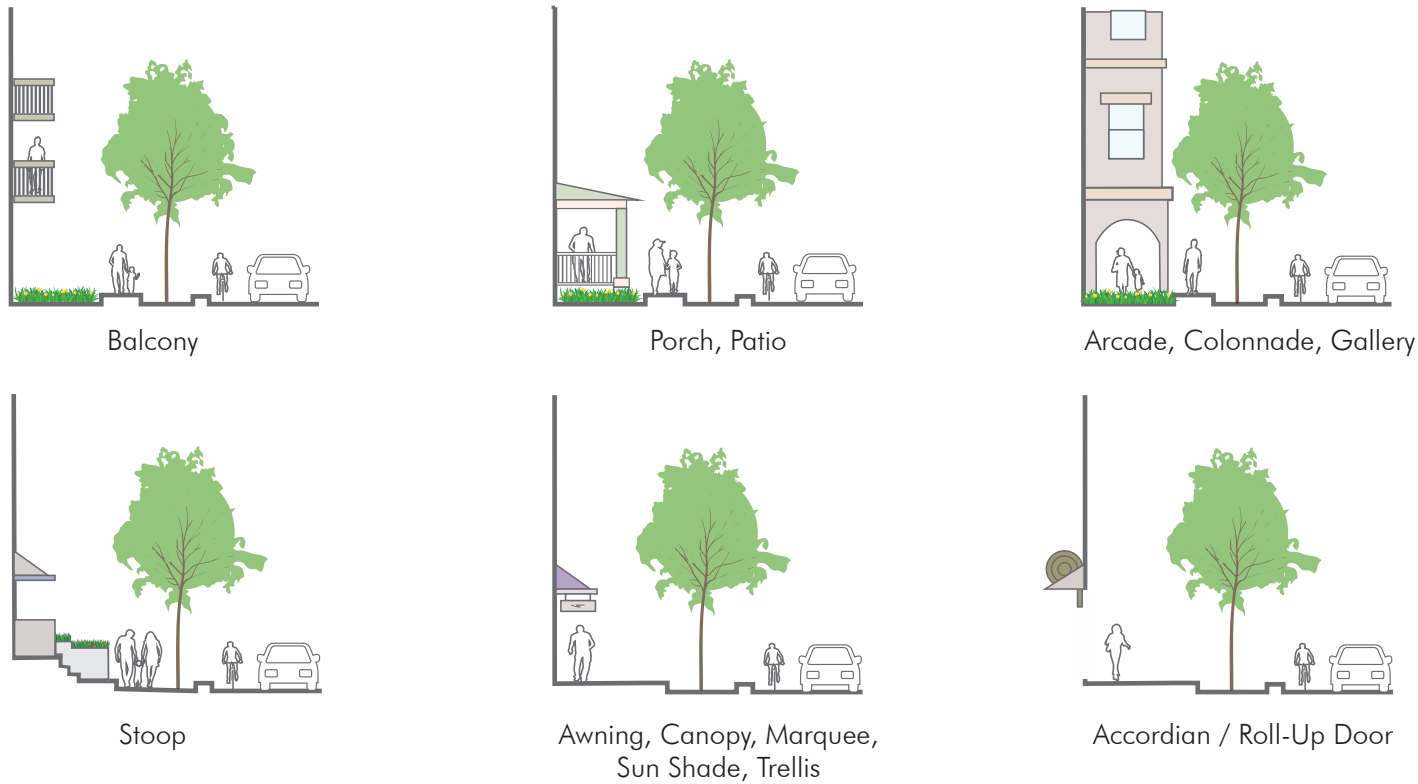 Balcony
Porch, Patio
Arcade, Colonnade, Gallery
Stoop
Awning, Canopy, Marquee,
Sun Shade, Trellis
Accordian / Roll-Up Door